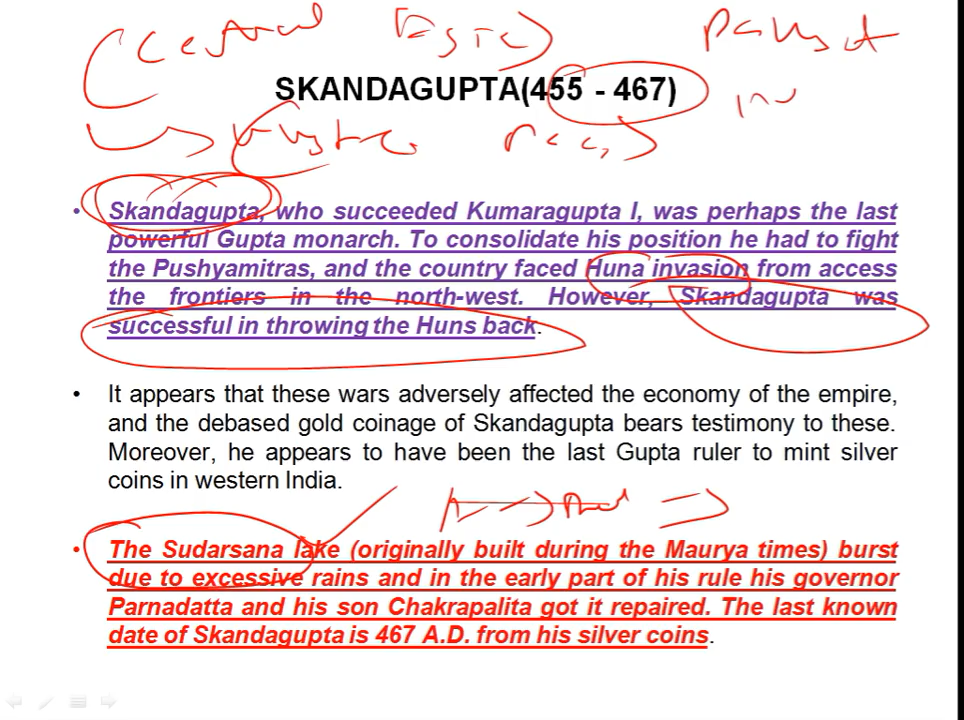 (Central Asia)
SKANDAGUPTA(455 - 467)
• Skandagupta, who succeeded Kumaragupta I, was perhaps the last
powerful Gupta monarch. To consolidate his position he had to fight
the Pushyamitras, and the country faced Huna invasion from access
the frontiers in the north-west. However, Skandagupta was
successful in throwing the Huns back.
• It appears that these wars adversely affected the economy of the empire,
and the debased gold coinage of Skandagupta bears testimony to these.
Moreover, he appears to have been the last Gupta ruler to mint silver
coins in western India.
• The Sudarsana lake (originally built during the Maurya times) burst
due to excessive rains and in the early part of his rule his governor
Parnadatta and his son Chakrapalita got it repaired. The last known
date of Skandagupta is 467 A.D. from his silver coins.